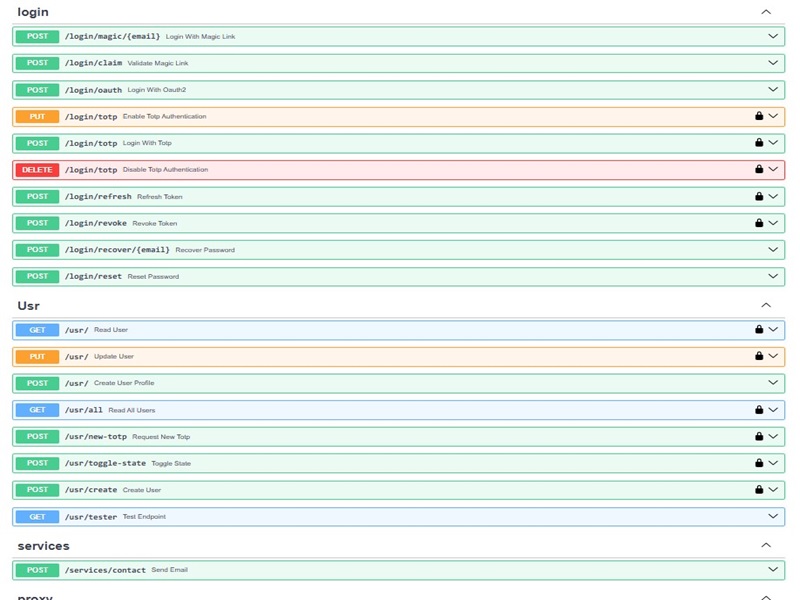 login
POST /login/magic/{email} Login With Magic Link
POST /login/claim Validate Magic Link
POST /login/oauth Login With Oauth2
PUT /login/totp Enable Totp Authentication
POST /login/totp Login With Totp
DELETE /login/totp Disable Totp Authentication
POST /login/refresh Refresh Token
POST /login/revoke Revoke Token
POST /login/recover/{email} Recover Password
POST /login/reset Reset Password
Usr
GET /usr/ Read User
PUT /usr/ Update User
POST /usr/ Create User Profile
GET /usr/all Read All Users
POST /usr/new-totp Request New Totp
POST /usr/toggle-state Toggle State
POST /usr/create Create User
GET /usr/tester Test Endpoint
services
POST /services/contact Send Email
proxy